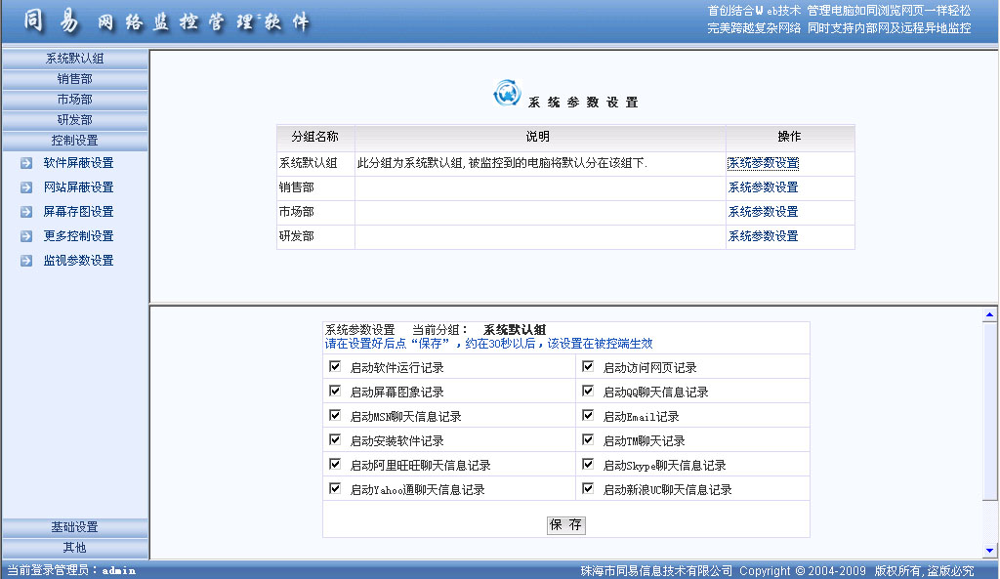 同易 网络监控管理软件
首创结合Web技术 管理电脑如同浏览网页一样轻松
完美跨越复杂网络 同时支持内部网及远程异地监控
系统默认组
销售部
市场部
研发部
控制设置
软件屏蔽设置
网站屏蔽设置
屏幕存图设置
更多控制设置
监视参数设置
基础设置
其他
系统参数设置
分组名称 说明 操作
系统默认组 此分组为系统默认组,被监控到的电脑将默认分在该组下. 系统参数设置
销售部 系统参数设置
市场部 系统参数设置
研发部 系统参数设置
系统参数设置 当前分组： 系统默认组
请在设置好后点“保存”，约在30秒以后，该设置在被控端生效
启动软件运行记录 启动访问网页记录
启动屏幕图象记录 启动QQ聊天信息记录
启动MSN聊天信息记录 启动Email记录
启动安装软件记录 启动TM聊天记录
启动阿里旺旺聊天信息记录 启动Skype聊天信息记录
启动Yahoo通聊天信息记录 启动新浪UC聊天信息记录
保 存
当前登录管理员：admin
珠海市同易信息技术有限公司 Copyright © 2004-2009 版权所有,盗版必究